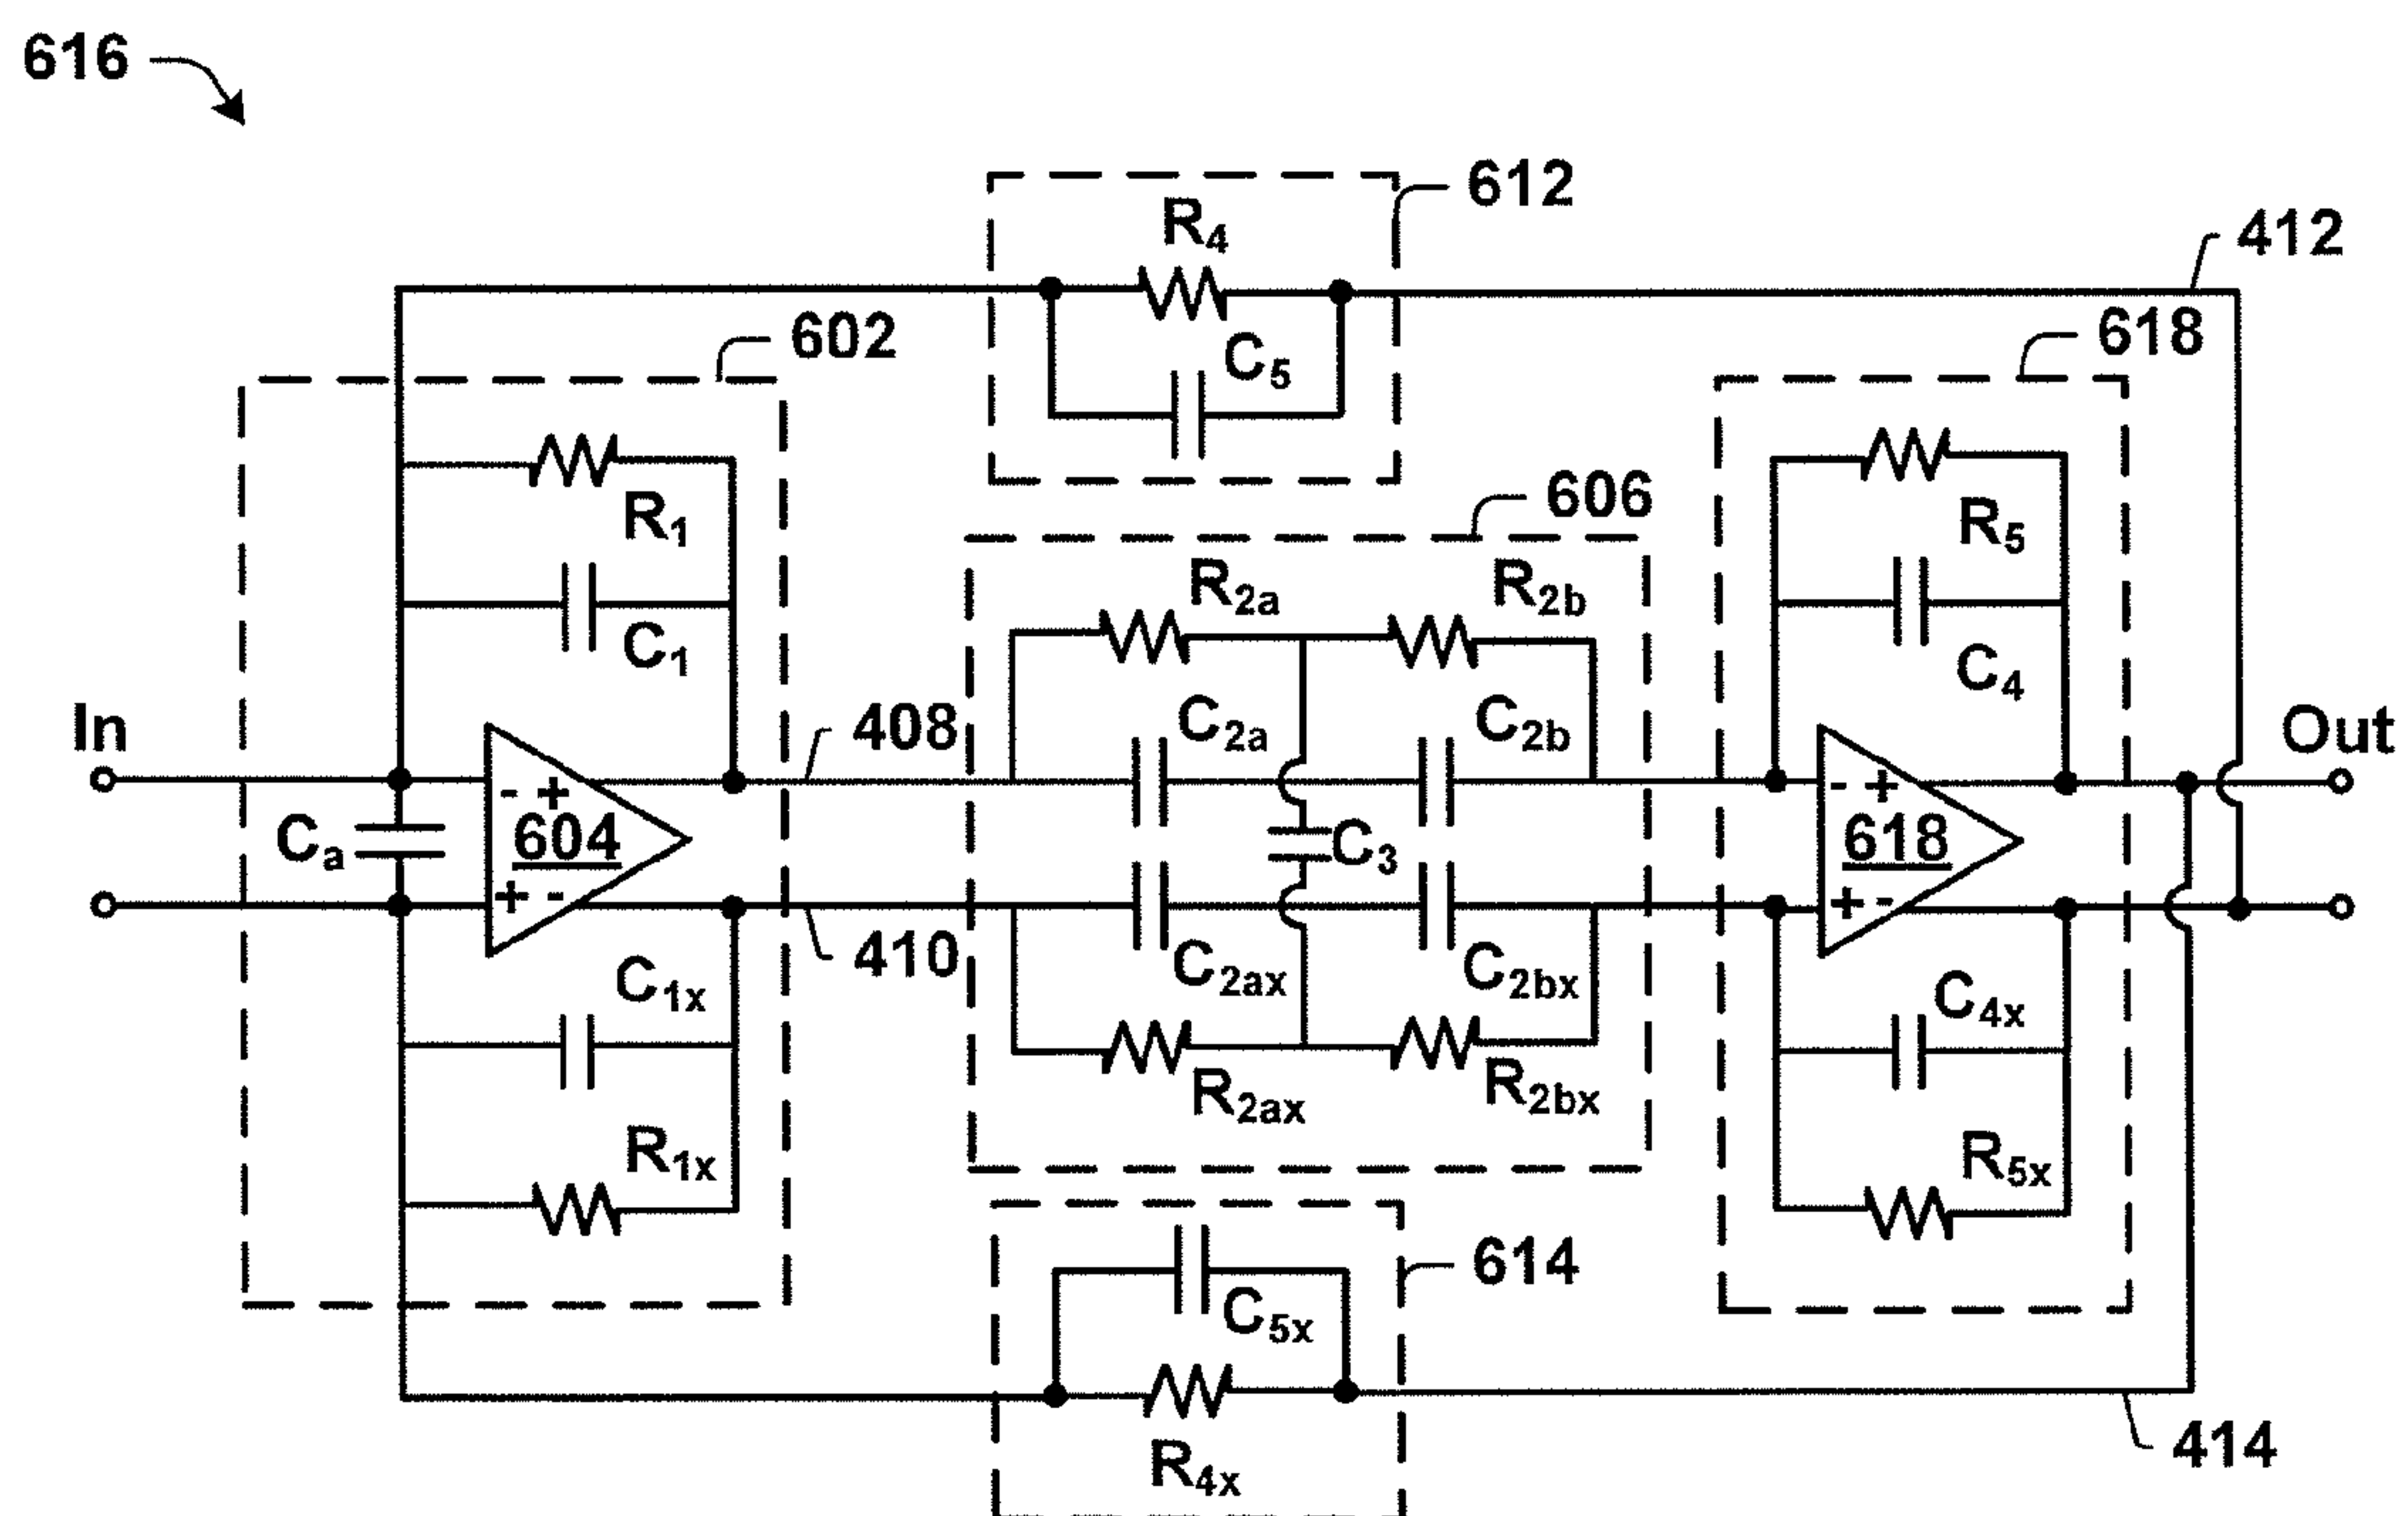 616
612
R4
412
C5
602
618
R1
606
R5
R2a
R2b
C1
C4
In
408
C2a
C2b
Out
- +
- +
Ca
604
C3
618
+ -
+ -
410
C1x
C2ax
C2bx
C4x
R1x
R2ax
R2bx
R5x
614
C5x
R4x
414